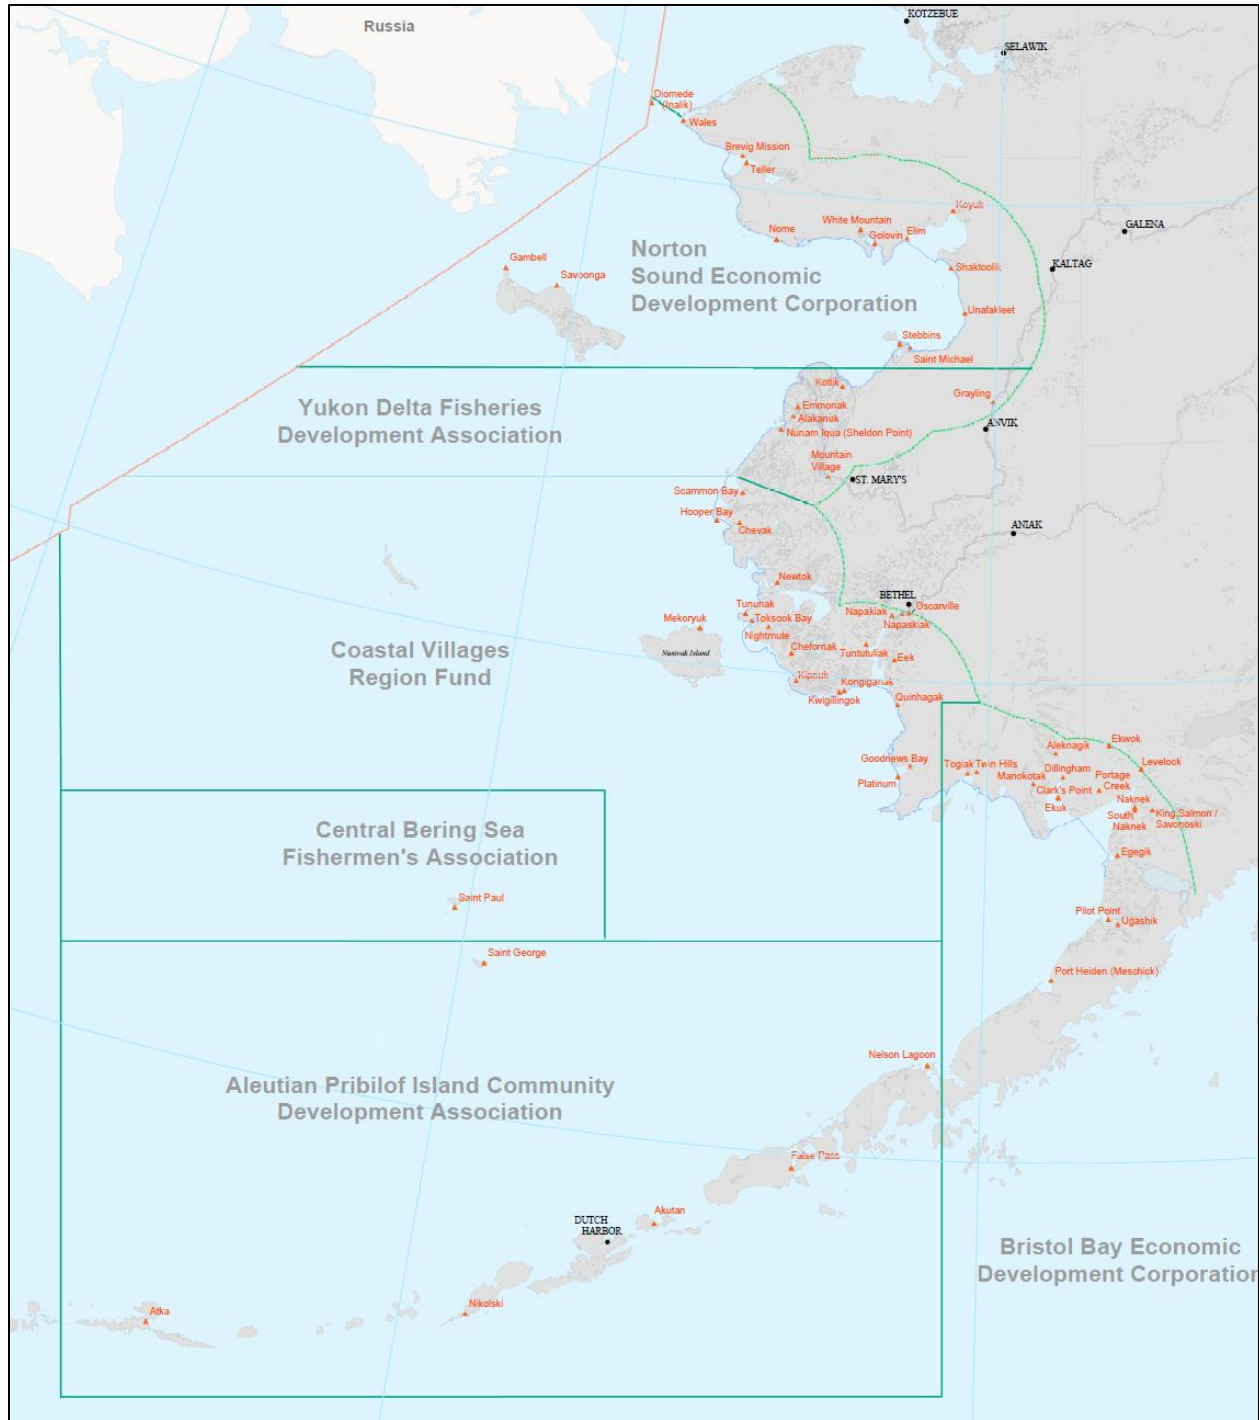 KOTZEBUE
Russia
SELAWIK
Diomede
(Inalik)
Wales
Brevig Mission
Teller
Koyuk
White Mountain
GALENA
Nome
Golovin
Elim
Norton
Sound Economic
Development Corporation
Gambell
Savoonga
Shaktoolik
KALTAG
Unalakleet
Stebbins
Saint Michael
Kotlik
Grayling
Yukon Delta Fisheries
Development Association
Emmonak
Alakanuk
Nunam Iqua (Sheldon Point)
ANVIK
Mountain
Village
ST. MARY'S
Scammon Bay
Hooper Bay
Chevak
ANIAK
Newtok
BETHEL
Oscarville
Tununak
Napakiak
Mekoryuk
Toksook Bay
Napaskiak
Nightmute
Coastal Villages
Region Fund
Nunivak Island
Chefornak
Tuntutuliak
Eek
Kipnuk
Kongiganak
Kwigillingok
Quinhagak
Ekwok
Aleknagik
Goodnews Bay
Togiak
Twin Hills
Dillingham
Levelock
Platinum
Manokotak
Portage
Creek
Clark's Point
Naknek
Ekuk
South
Naknek
King Salmon /
Savonoski
Central Bering Sea
Fishermen's Association
Egegik
Saint Paul
Pilot Point
Ugashik
Saint George
Port Heiden (Meschick)
Nelson Lagoon
Aleutian Pribilof Island Community
Development Association
False Pass
Akutan
DUTCH
HARBOR
Bristol Bay Economic
Development Corporation
Nikolski
Atka